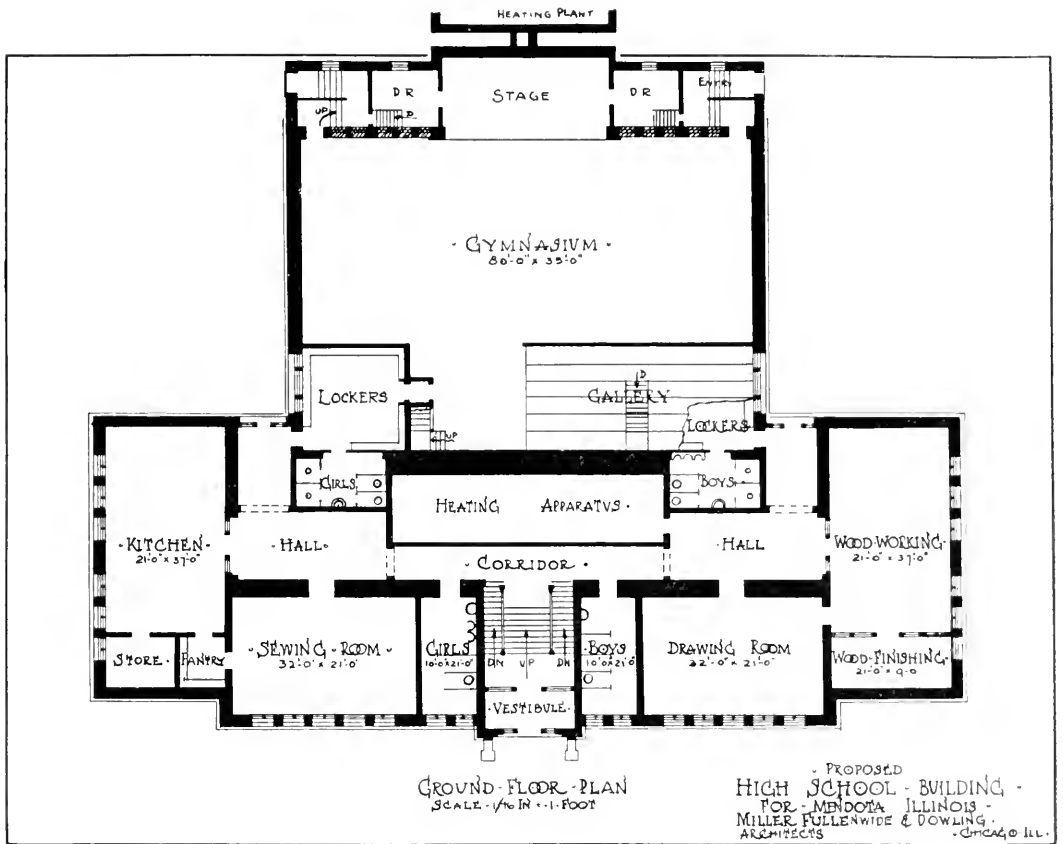 HEATING PLANT
DR
STAGE
DR
ENTRY
UP
D
- GYMNASIUM -
80'-0" x 35'-0"
LOCKERS
D
GALLERY
LOCKERS
UP
GIRLS
BOYS
HEATING APPARATUS -
- KITCHEN -
21'-0" x 37'-0"
- HALL -
HALL
WOOD-WORKING
21'-0" x 37'-0"
- CORRIDOR -
STORE
PANTRY
- SEWING - ROOM -
32'-0" x 21'-0"
GIRLS
10'-0" x 21'-0"
DN UP DN
BOYS
10'-0" x 21'-0"
DRAWING ROOM
32'-0" x 21'-0"
WOOD-FINISHING -
21'-0" x 9-0
- VESTIBULE -
GROUND - FLOOR - PLAN
SCALE - 1/16 IN = 1 - FOOT
- PROPOSED
HIGH SCHOOL - BUILDING -
FOR - MENDOTA ILLINOIS -
MILLER FULLENWIDE & DOWLING -
ARCHITECTS - CHICAGO ILL -